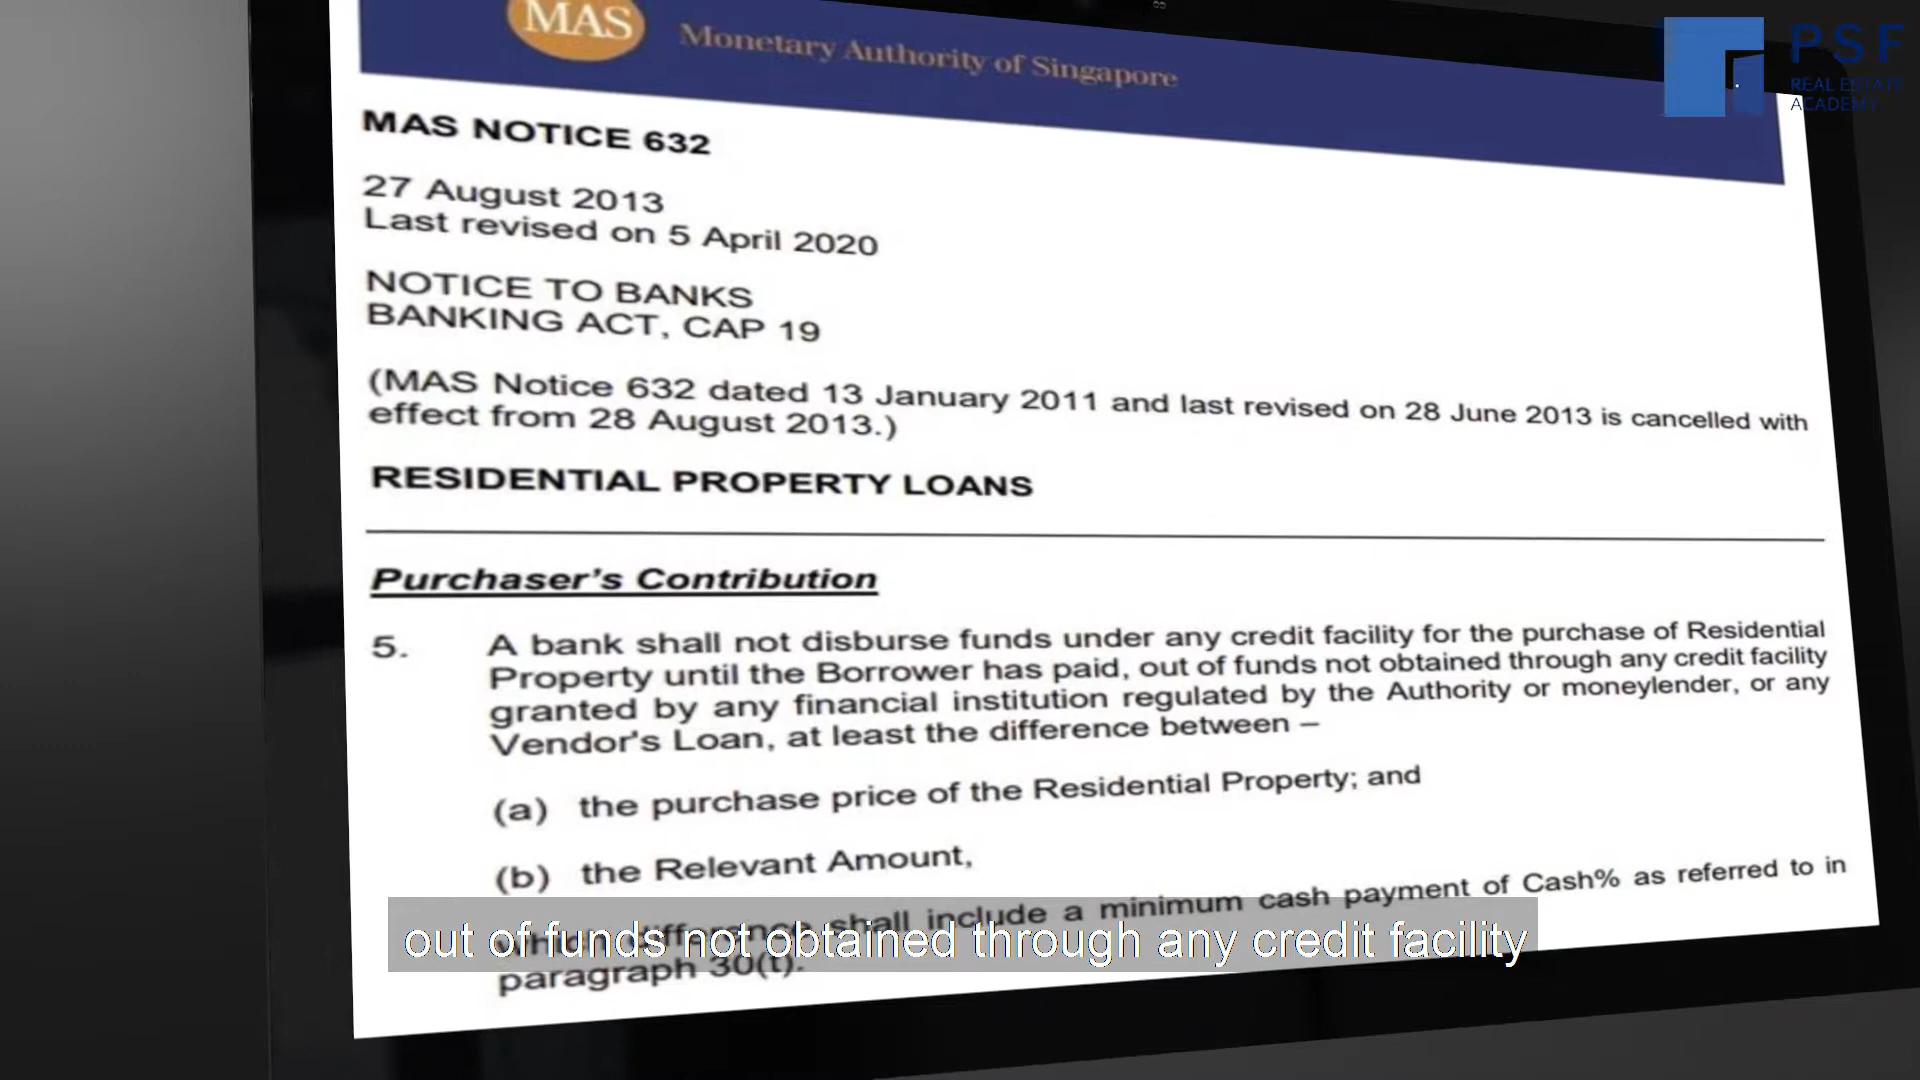 MAS
Monetary Authority of Singapore
PSF
REAL ESTATE
ACADEMY
MAS NOTICE 632
27 August 2013
Last revised on 5 April 2020
NOTICE TO BANKS
BANKING ACT, CAP 19
(MAS Notice 632 dated 13 January 2011 and last revised on 28 June 2013 is cancelled with
effect from 28 August 2013.)
RESIDENTIAL PROPERTY LOANS
Purchaser's Contribution
5. A bank shall not disburse funds under any credit facility for the purchase of Residential
Property until the Borrower has paid, out of funds not obtained through any credit facility
granted by any financial institution regulated by the Authority or moneylender, or any
Vendor's Loan, at least the difference between –
(a) the purchase price of the Residential Property; and
(b) the Relevant Amount,
which difference shall include a minimum cash payment of Cash% as referred to in
paragraph 30(t).
out of funds not obtained through any credit facility